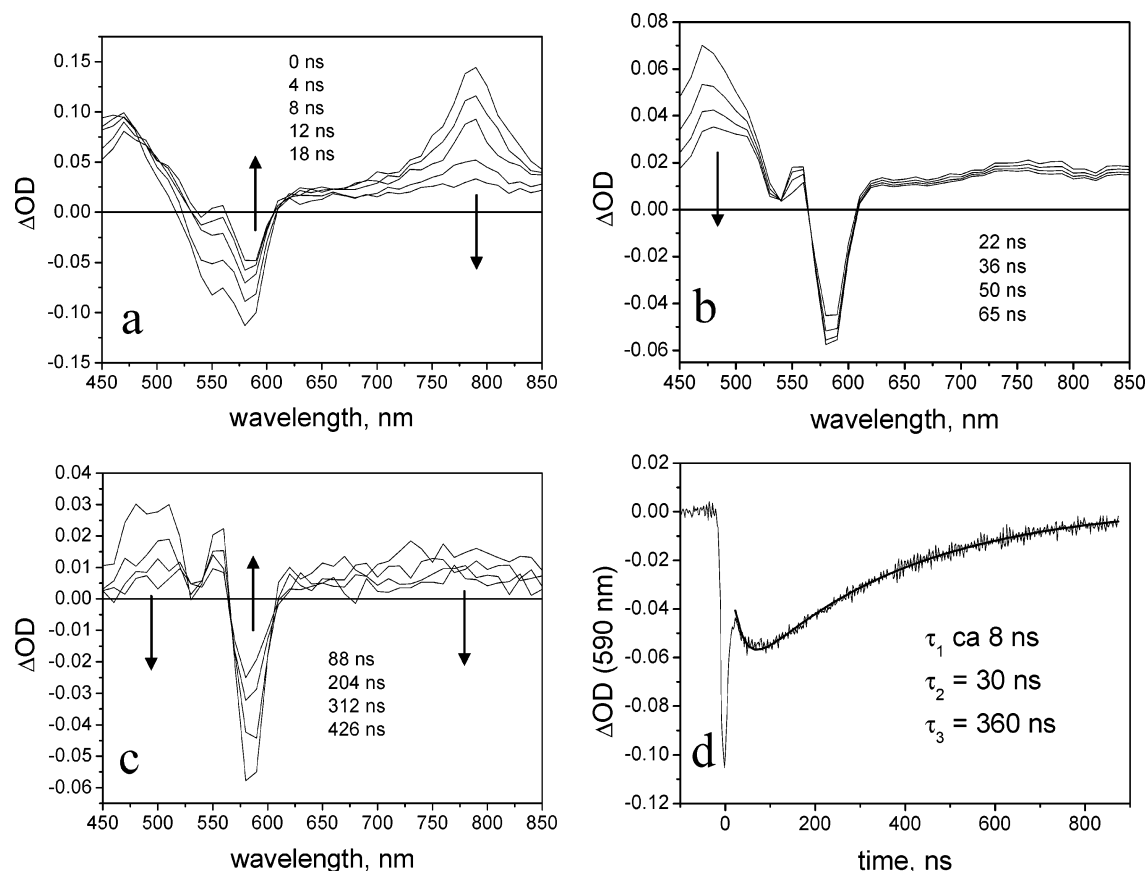 0.15
0.10
0.05
0.00
-0.05
-0.10
-0.15
ΔOD
0 ns
4 ns
8 ns
12 ns
18 ns
a
450 500 550 600 650 700 750 800 850
wavelength, nm
0.08
0.06
0.04
0.02
0.00
-0.02
-0.04
-0.06
ΔOD
22 ns
36 ns
50 ns
65 ns
b
450 500 550 600 650 700 750 800 850
wavelength, nm
0.04
0.03
0.02
0.01
0.00
-0.01
-0.02
-0.03
-0.04
-0.05
-0.06
ΔOD
88 ns
204 ns
312 ns
426 ns
c
450 500 550 600 650 700 750 800 850
wavelength, nm
0.02
0.00
-0.02
-0.04
-0.06
-0.08
-0.10
-0.12
ΔOD (590 nm)
τ1 ca 8 ns
τ2 = 30 ns
τ3 = 360 ns
d
0 200 400 600 800
time, ns